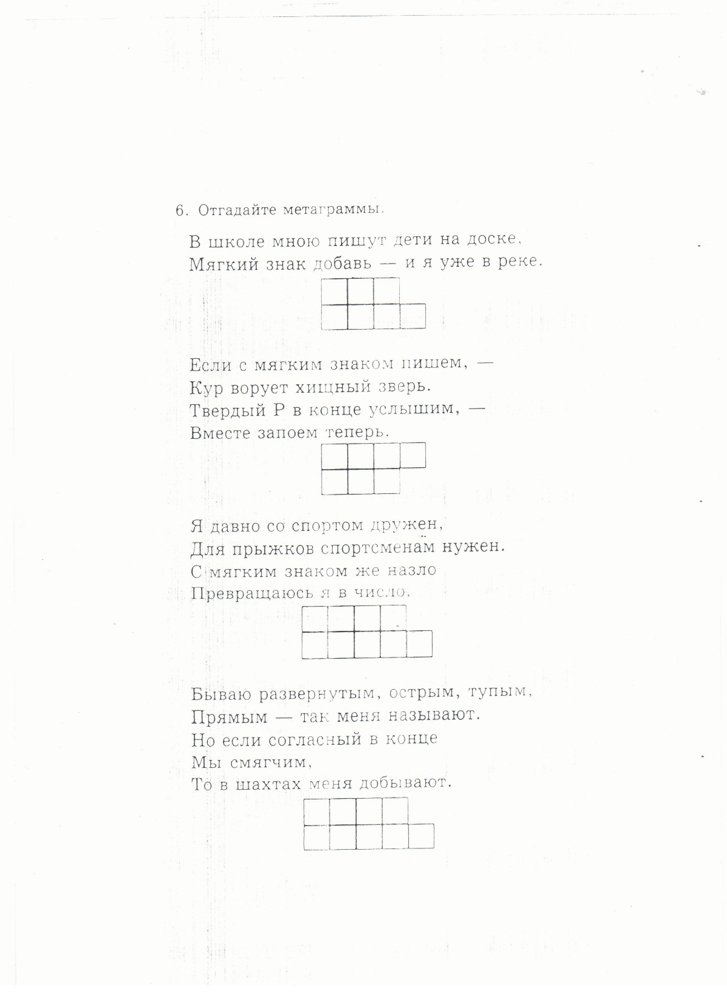 6. Отгадайте метаграммы.
В школе мною пишут дети на доске,
Мягкий знак добавь — и я уже в реке.
Если с мягким знаком пишем, —
Кур ворует хищный зверь.
Твердый Р в конце услышим, —
Вместе запоем теперь.
Я давно со спортом дружен,
Для прыжков спортсменам нужен.
С мягким знаком же назло
Превращаюсь я в число.
Бываю развернутым, острым, тупым,
Прямым — так меня называют.
Но если согласный в конце
Мы смягчим,
То в шахтах меня добывают.